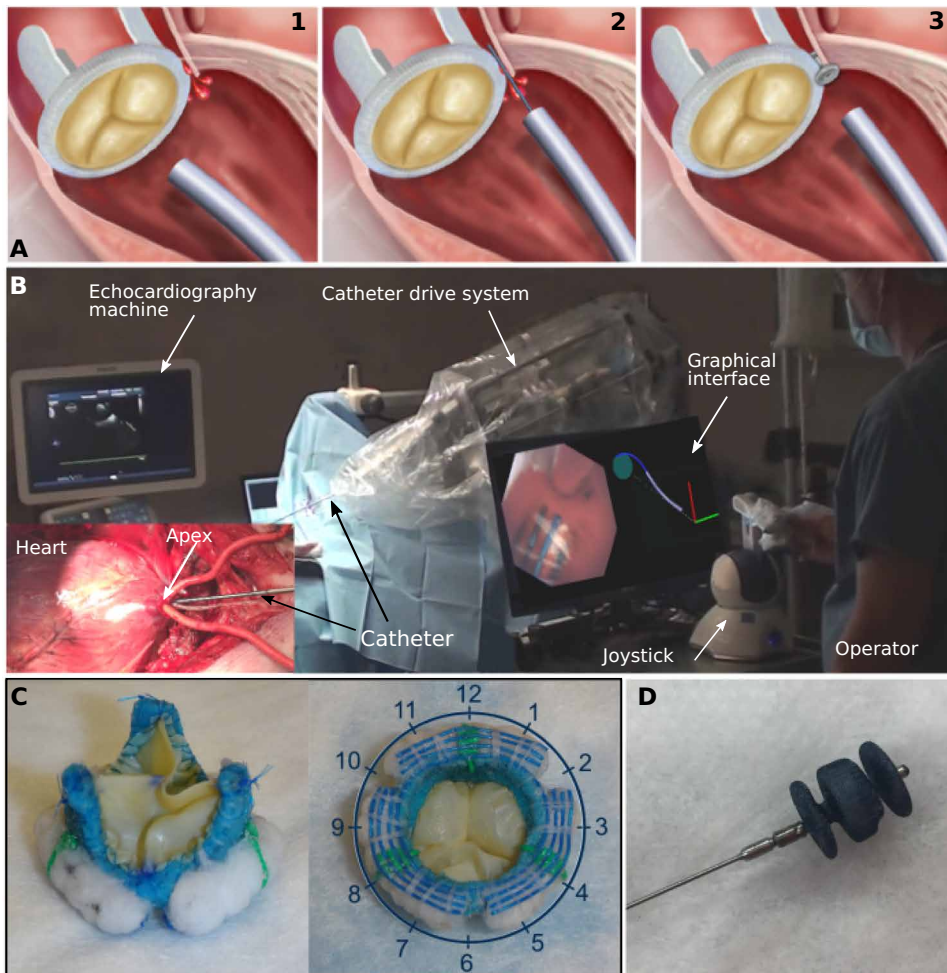 1
2
3
A
B
Echocardiography
machine
Catheter drive system
Graphical
interface
Heart
Apex
Catheter
Joystick
Operator
C
12
1
2
3
4
5
6
7
8
9
10
11
D